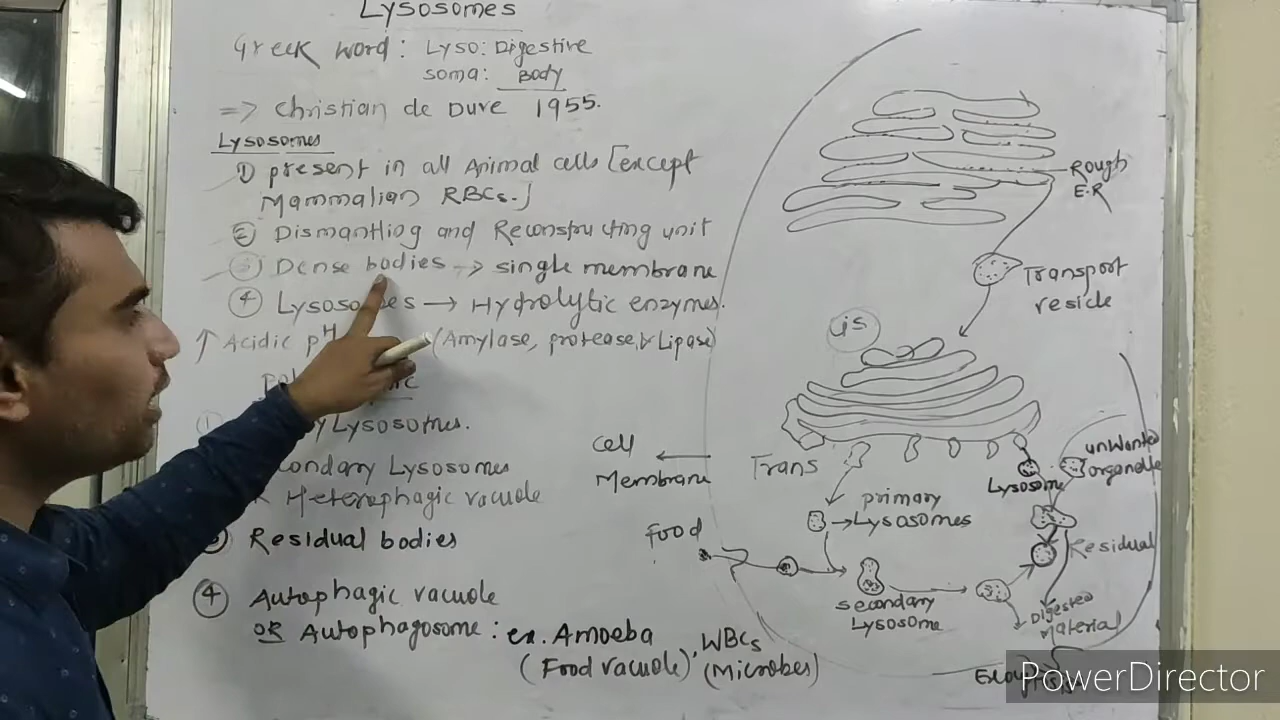 Lysosomes
Greek word: Lyso: Digestive
soma: Body
=> Christian de Duve 1955.
Lysosomes
① present in all Animal cells [except
Mammalian RBCs.]
② Dismantling and Reconstructing unit
③ Dense bodies -> single membrane
④ Lysosomes → Hydrolytic enzymes.
↑ Acidic pH (Amylase, protease, & Lipase)
Lysosomes.
Lysosomes
Heterophagic vacuole
Residual bodies
④ Autophagic vacuole
OR Autophagosome: ex. Amoeba, WBCs
(Food vacuole) (Microbes)
Rough
E.R
Transport
vesicle
Cis
Trans
Cell
Membrane
unwanted
organelle
Lysosome
primary
→Lysosomes
Food
Residual
secondary
Lysosome
Digested
Material
PowerDirector